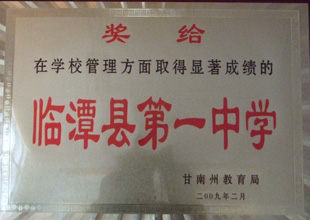 奖给
在学校管理方面取得显著成绩的
临潭县第一中学
甘南州教育局
二00九年二月